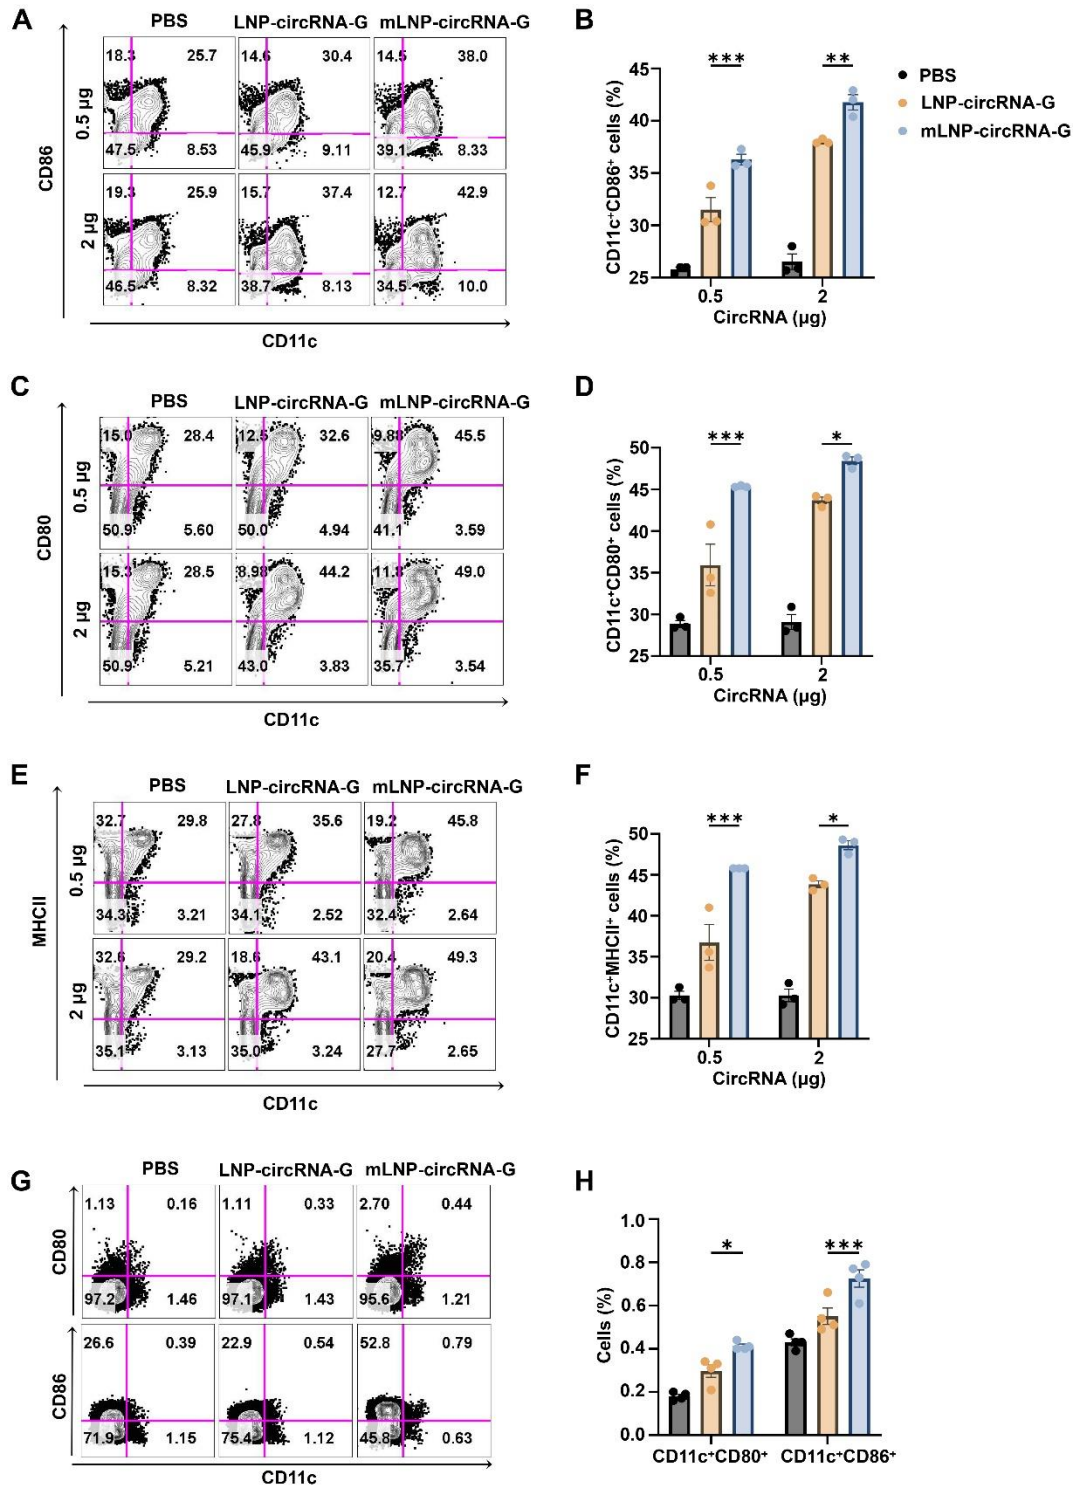 A
PBS LNP-circRNA-G mLNP-circRNA-G
0.5 µg
18.3 25.7 14.6 30.4 14.5 38.0
47.5 8.53 45.9 9.11 39.1 8.33
CD86
2 µg
19.3 25.9 15.7 37.4 12.7 42.9
46.5 8.32 38.7 8.13 34.5 10.0
CD11c
B
*** **
45
40
35
30
25
CD11c⁺CD86⁺ cells (%)
0.5 2
CircRNA (µg)
PBS
LNP-circRNA-G
mLNP-circRNA-G
C
PBS LNP-circRNA-G mLNP-circRNA-G
0.5 µg
15.0 28.4 12.5 32.6 9.88 45.5
50.9 5.60 50.0 4.94 41.1 3.59
CD80
2 µg
15.3 28.5 8.98 44.2 11.8 49.0
50.9 5.21 43.0 3.83 35.7 3.54
CD11c
D
*** *
50
45
40
35
30
25
CD11c⁺CD80⁺ cells (%)
0.5 2
CircRNA (µg)
E
PBS LNP-circRNA-G mLNP-circRNA-G
0.5 µg
32.7 29.8 27.8 35.6 19.2 45.8
34.3 3.21 34.1 2.52 32.4 2.64
MHCII
2 µg
32.6 29.2 18.6 43.1 20.4 49.3
35.1 3.13 35.0 3.24 27.7 2.65
CD11c
F
*** *
50
45
40
35
30
25
CD11c⁺MHCII⁺ cells (%)
0.5 2
CircRNA (µg)
G
PBS LNP-circRNA-G mLNP-circRNA-G
CD80
1.13 0.16 1.11 0.33 2.70 0.44
97.2 1.46 97.1 1.43 95.6 1.21
CD86
26.6 0.39 22.9 0.54 52.8 0.79
71.9 1.15 75.4 1.12 45.8 0.63
CD11c
H
* ***
1.0
0.8
0.6
0.4
0.2
0.0
Cells (%)
CD11c⁺CD80⁺ CD11c⁺CD86⁺